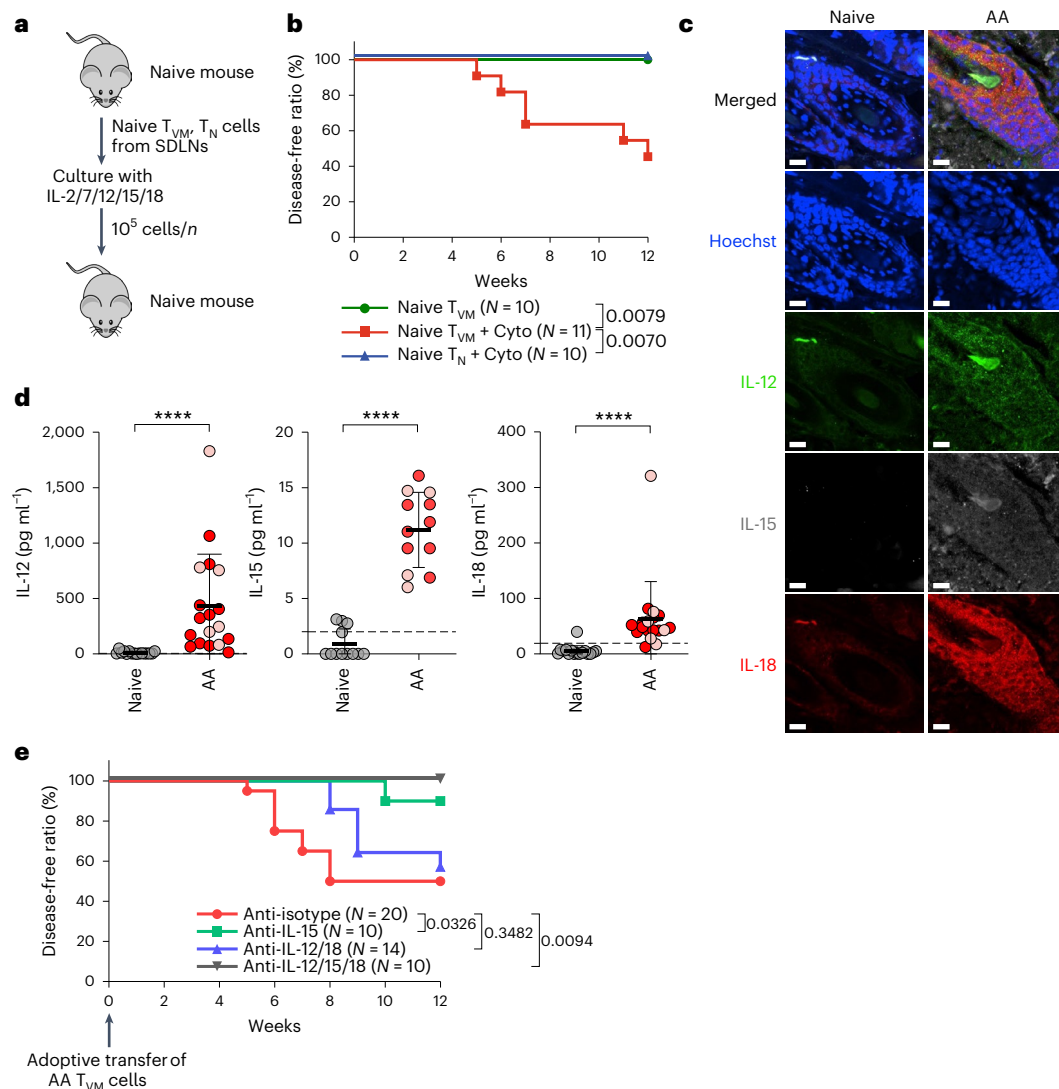 a
Naive mouse
Naive TVM, TN cells
from SDLNs
Culture with
IL-2/7/12/15/18
10⁵ cells/n
Naive mouse
b
Disease-free ratio (%)
100
80
60
40
20
0
0 2 4 6 8 10 12
Weeks
Naive TVM (N = 10)
Naive TVM + Cyto (N = 11)
Naive TN + Cyto (N = 10)
0.0079
0.0070
c
Naive AA
Merged
Hoechst
IL-12
IL-15
IL-18
d
****
IL-12 (pg ml⁻¹)
2,000
1,500
1,000
500
0
Naive
AA
****
IL-15 (pg ml⁻¹)
20
15
10
5
0
Naive
AA
****
IL-18 (pg ml⁻¹)
400
300
200
100
0
Naive
AA
e
Disease-free ratio (%)
100
80
60
40
20
0
Anti-isotype (N = 20)
Anti-IL-15 (N = 10)
Anti-IL-12/18 (N = 14)
Anti-IL-12/15/18 (N = 10)
0.0326
0.3482
0.0094
0 2 4 6 8 10 12
Weeks
Adoptive transfer of
AA TVM cells